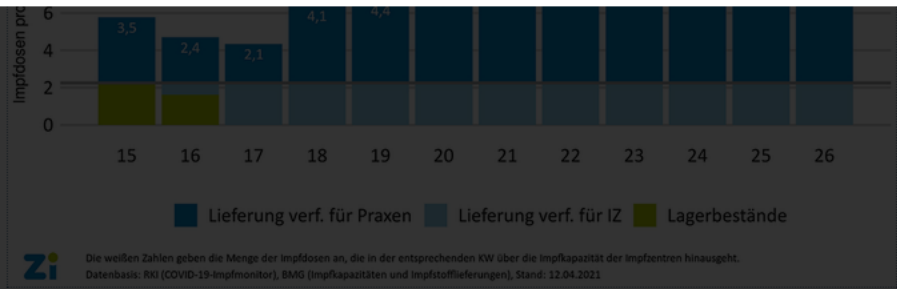 Impfdosen pro
6
4
2
0
3,5
2,4
2,1
4,1
4,4
15 16 17 18 19 20 21 22 23 24 25 26
Lieferung verf. für Praxen Lieferung verf. für IZ Lagerbestände
Zi
Die weißen Zahlen geben die Menge der Impfdosen an, die in der entsprechenden KW über die Impfkapazität der Impfzentren hinausgeht.
Datenbasis: RKI (COVID-19-Impfmonitor), BMG (Impfkapazitäten und Impfstofflieferungen), Stand: 12.04.2021